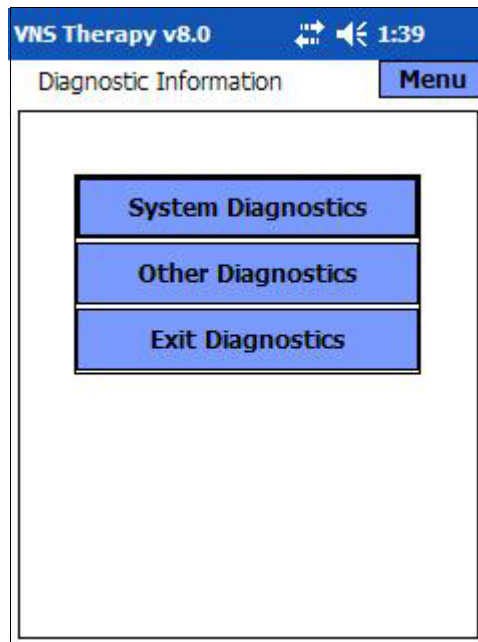 VNS Therapy v8.0 1:39
Diagnostic Information Menu
System Diagnostics
Other Diagnostics
Exit Diagnostics